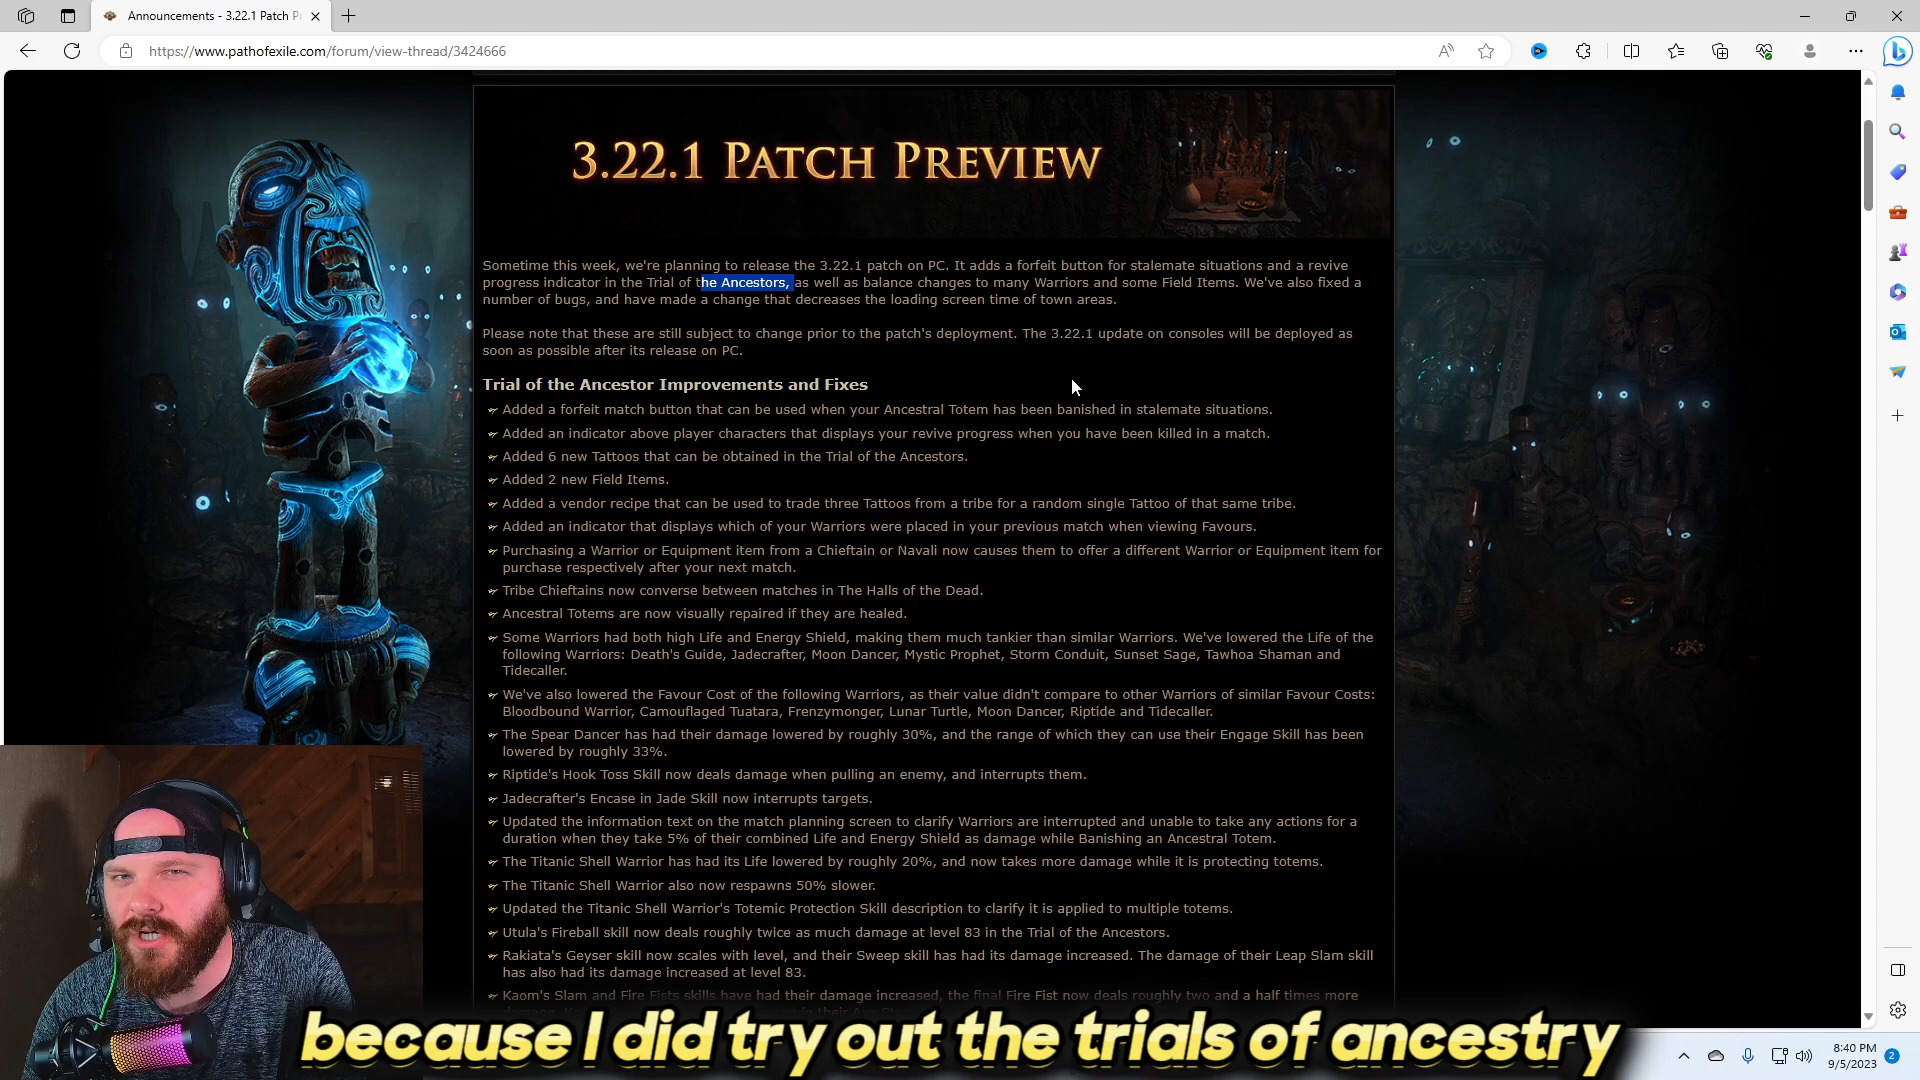 Announcements - 3.22.1 Patch P
https://www.pathofexile.com/forum/view-thread/3424666
3.22.1 PATCH PREVIEW
Sometime this week, we're planning to release the 3.22.1 patch on PC. It adds a forfeit button for stalemate situations and a revive
progress indicator in the Trial of the Ancestors, as well as balance changes to many Warriors and some Field Items. We've also fixed a
number of bugs, and have made a change that decreases the loading screen time of town areas.
Please note that these are still subject to change prior to the patch's deployment. The 3.22.1 update on consoles will be deployed as
soon as possible after its release on PC.
Trial of the Ancestor Improvements and Fixes
Added a forfeit match button that can be used when your Ancestral Totem has been banished in stalemate situations.
Added an indicator above player characters that displays your revive progress when you have been killed in a match.
Added 6 new Tattoos that can be obtained in the Trial of the Ancestors.
Added 2 new Field Items.
Added a vendor recipe that can be used to trade three Tattoos from a tribe for a random single Tattoo of that same tribe.
Added an indicator that displays which of your Warriors were placed in your previous match when viewing Favours.
Purchasing a Warrior or Equipment item from a Chieftain or Navali now causes them to offer a different Warrior or Equipment item for
purchase respectively after your next match.
Tribe Chieftains now converse between matches in The Halls of the Dead.
Ancestral Totems are now visually repaired if they are healed.
Some Warriors had both high Life and Energy Shield, making them much tankier than similar Warriors. We've lowered the Life of the
following Warriors: Death's Guide, Jadecrafter, Moon Dancer, Mystic Prophet, Storm Conduit, Sunset Sage, Tawhoa Shaman and
Tidecaller.
We've also lowered the Favour Cost of the following Warriors, as their value didn't compare to other Warriors of similar Favour Costs:
Bloodbound Warrior, Camouflaged Tuatara, Frenzymonger, Lunar Turtle, Moon Dancer, Riptide and Tidecaller.
The Spear Dancer has had their damage lowered by roughly 30%, and the range of which they can use their Engage Skill has been
lowered by roughly 33%.
Riptide's Hook Toss Skill now deals damage when pulling an enemy, and interrupts them.
Jadecrafter's Encase in Jade Skill now interrupts targets.
Updated the information text on the match planning screen to clarify Warriors are interrupted and unable to take any actions for a
duration when they take 5% of their combined Life and Energy Shield as damage while Banishing an Ancestral Totem.
The Titanic Shell Warrior has had its Life lowered by roughly 20%, and now takes more damage while it is protecting totems.
The Titanic Shell Warrior also now respawns 50% slower.
Updated the Titanic Shell Warrior's Totemic Protection Skill description to clarify it is applied to multiple totems.
Utula's Fireball skill now deals roughly twice as much damage at level 83 in the Trial of the Ancestors.
Rakiata's Geyser skill now scales with level, and their Sweep skill has had its damage increased. The damage of their Leap Slam skill
has also had its damage increased at level 83.
Kaom's Slam and Fire Fists skills have had their damage increased, the final Fire Fist now deals roughly two and a half times more
because I did try out the trials of ancestry
8:40 PM
9/5/2023
2